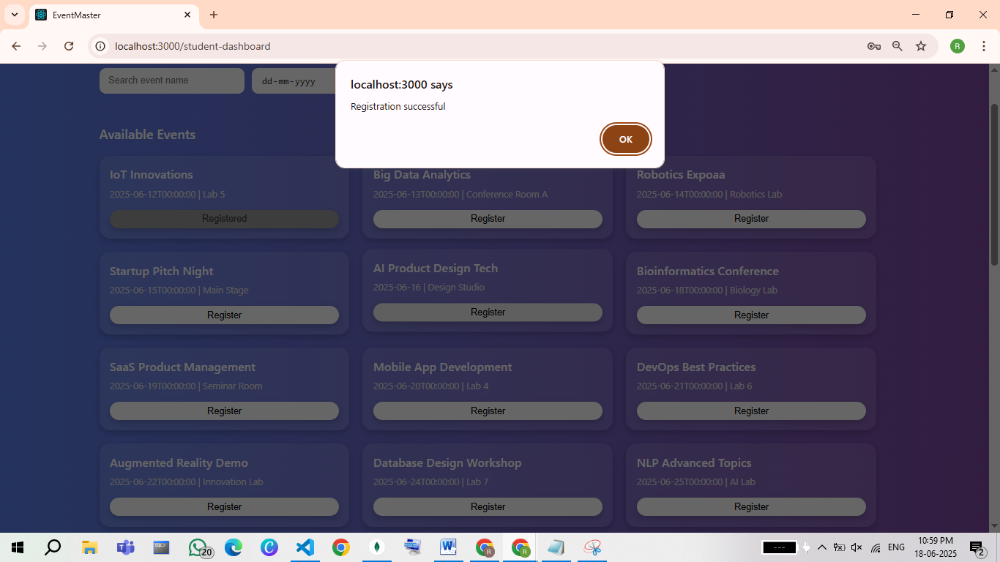 EventMaster
localhost:3000/student-dashboard
R
Search event name
dd-mm-yyyy
localhost:3000 says
Registration successful
OK
Available Events
IoT Innovations
2025-06-12T00:00:00 | Lab 5
Registered
Big Data Analytics
2025-06-13T00:00:00 | Conference Room A
Register
Robotics Expoaa
2025-06-14T00:00:00 | Robotics Lab
Register
Startup Pitch Night
2025-06-15T00:00:00 | Main Stage
Register
AI Product Design Tech
2025-06-16 | Design Studio
Register
Bioinformatics Conference
2025-06-18T00:00:00 | Biology Lab
Register
SaaS Product Management
2025-06-19T00:00:00 | Seminar Room
Register
Mobile App Development
2025-06-20T00:00:00 | Lab 4
Register
DevOps Best Practices
2025-06-21T00:00:00 | Lab 6
Register
Augmented Reality Demo
2025-06-22T00:00:00 | Innovation Lab
Register
Database Design Workshop
2025-06-24T00:00:00 | Lab 7
Register
NLP Advanced Topics
2025-06-25T00:00:00 | AI Lab
Register
20
---
ENG
10:59 PM
18-06-2025
2